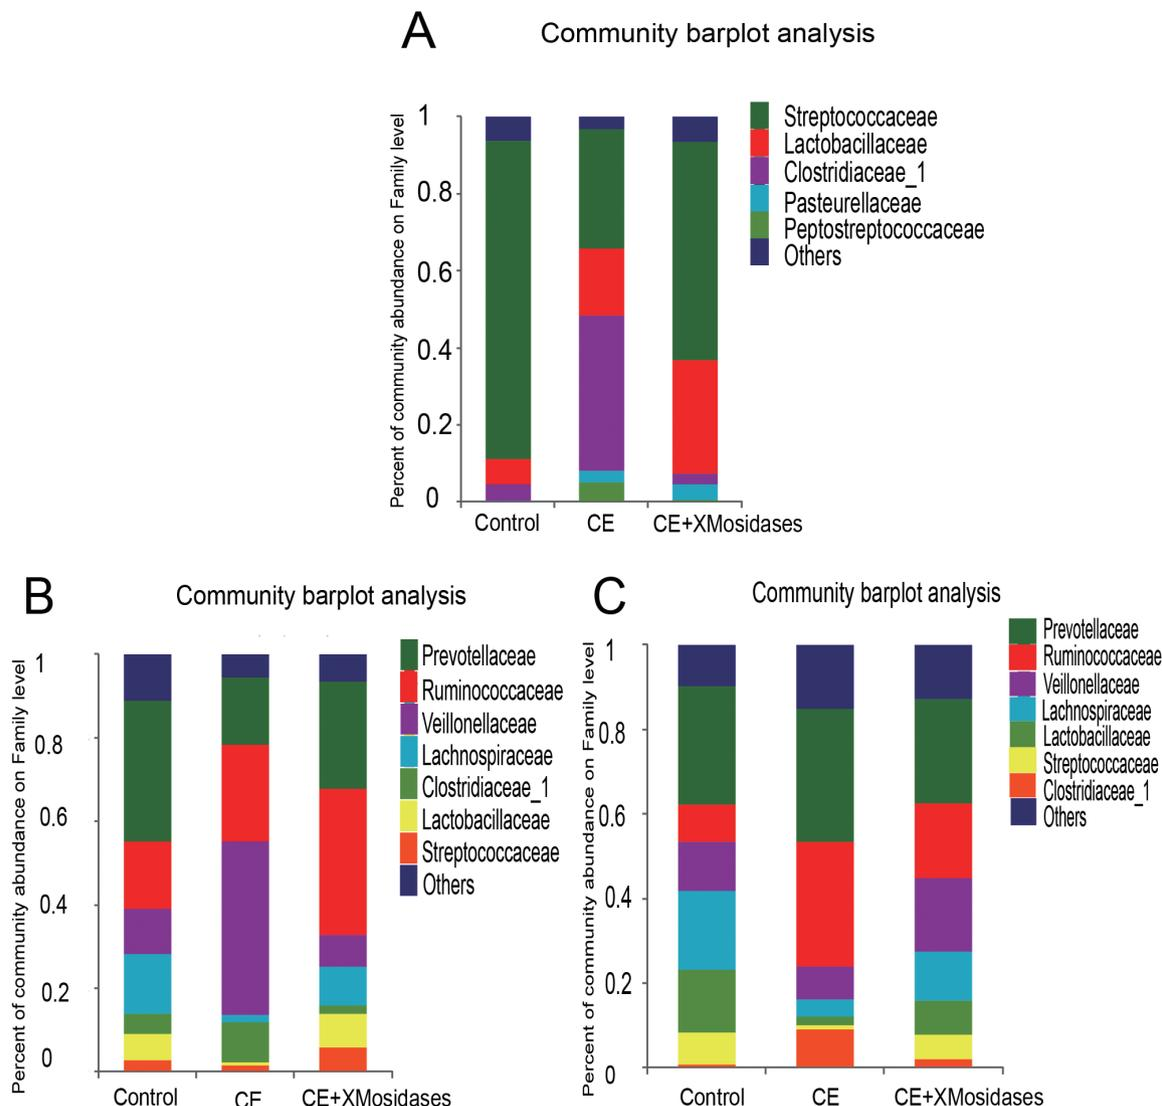 A
Community barplot analysis
Percent of community abundance on Family level
1
0.8
0.6
0.4
0.2
0
Control
CE
CE+XMosidases
Streptococcaceae
Lactobacillaceae
Clostridiaceae_1
Pasteurellaceae
Peptostreptococcaceae
Others
B
Community barplot analysis
Percent of community abundance on Family level
1
0.8
0.6
0.4
0.2
0
Control
CE
CE+XMosidases
Prevotellaceae
Ruminococcaceae
Veillonellaceae
Lachnospiraceae
Clostridiaceae_1
Lactobacillaceae
Streptococcaceae
Others
C
Community barplot analysis
Percent of community abundance on Family level
1
0.8
0.6
0.4
0.2
0
Control
CE
CE+XMosidases
Prevotellaceae
Ruminococcaceae
Veillonellaceae
Lachnospiraceae
Lactobacillaceae
Streptococcaceae
Clostridiaceae_1
Others